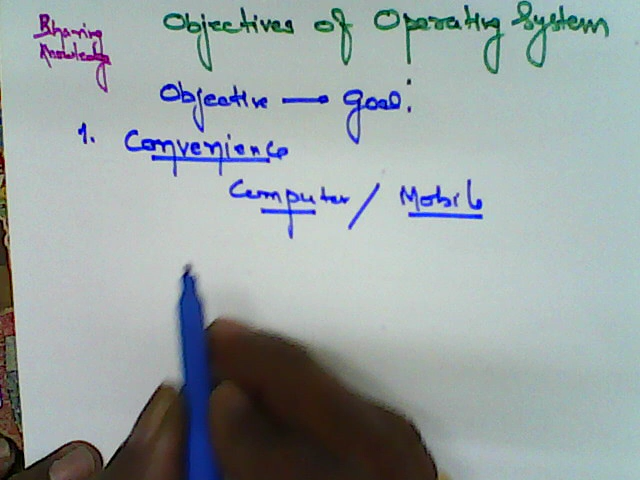 Objectives of Operating System
Sharing
Knowledge
Objective → Goal:
1. Convenience
Computer / Mobile